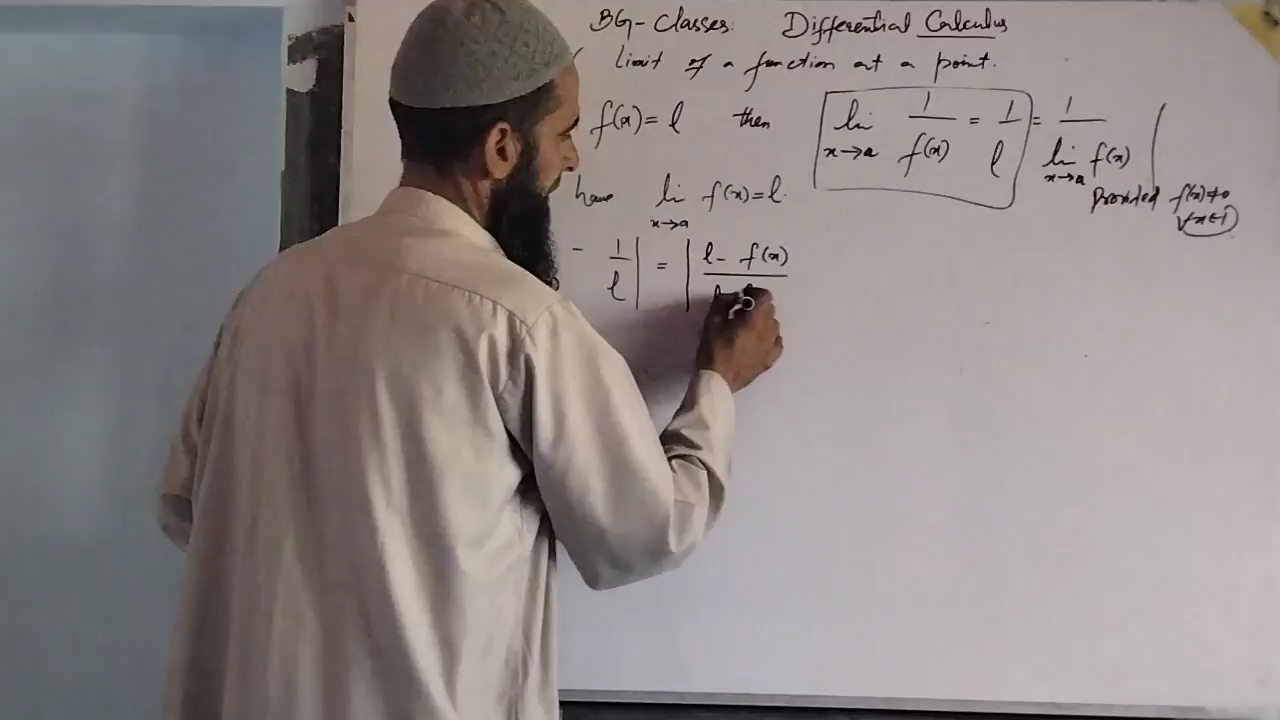 BG-Classes: Differential Calculus
Limit of a function at a point.
f(x)= l then lim x→a 1/f(x) = 1/l = 1/lim x→a f(x)
Provided f(x)≠0
∀x∈I
have lim x→a f(x)=l.
- 1/l | = | l- f(x)